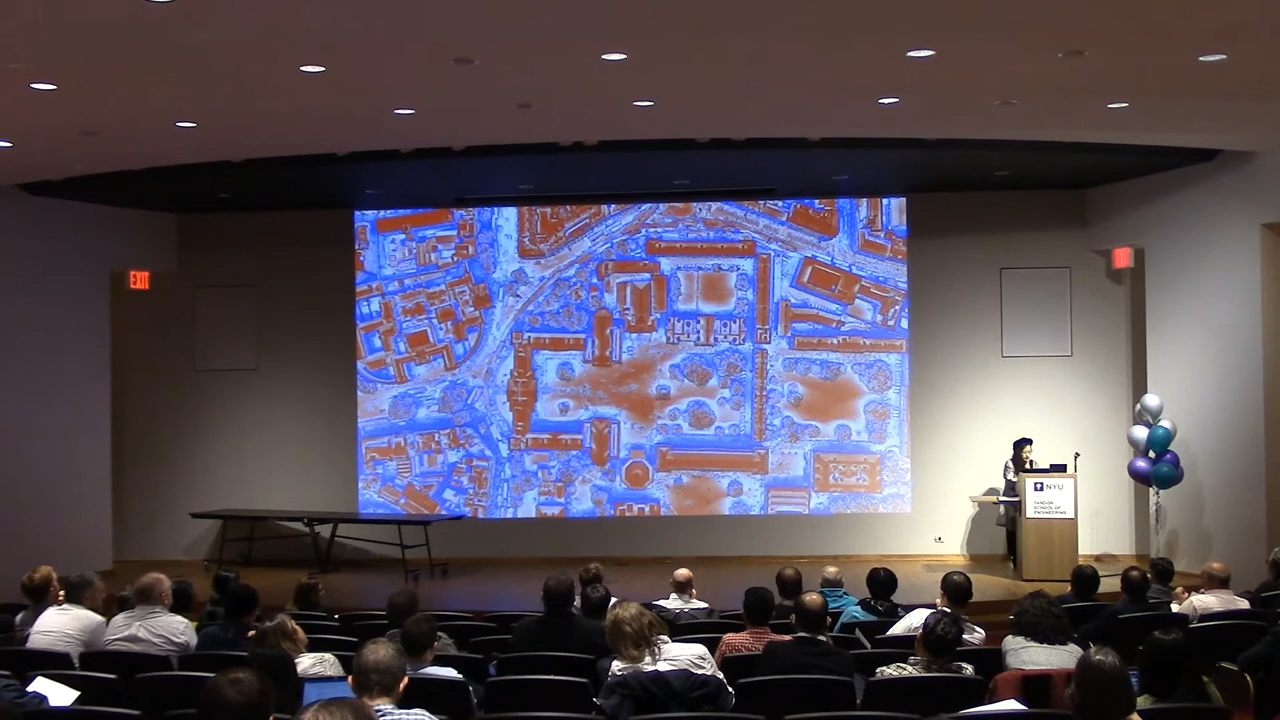 EXIT
EXIT
NYU
TANDON
SCHOOL OF
ENGINEERING